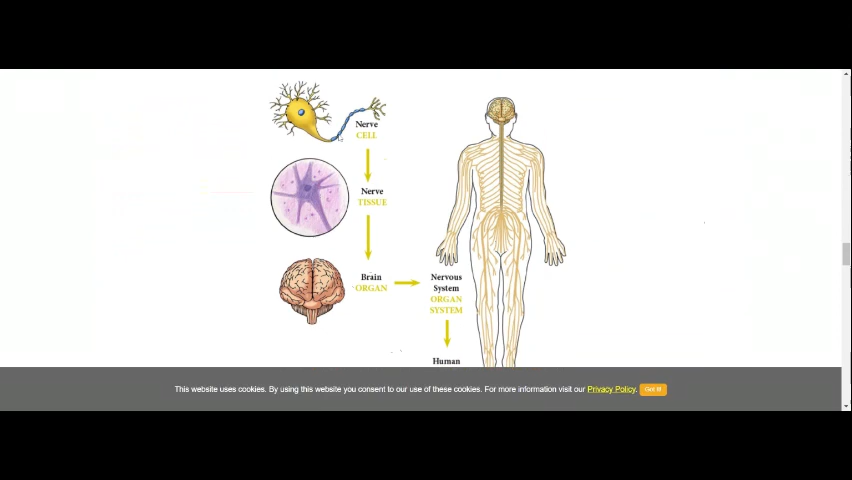 Nerve
CELL
Nerve
TISSUE
Brain
ORGAN
Nervous
System
ORGAN
SYSTEM
Human
This website uses cookies. By using this website you consent to our use of these cookies. For more information visit our Privacy Policy. Got it!